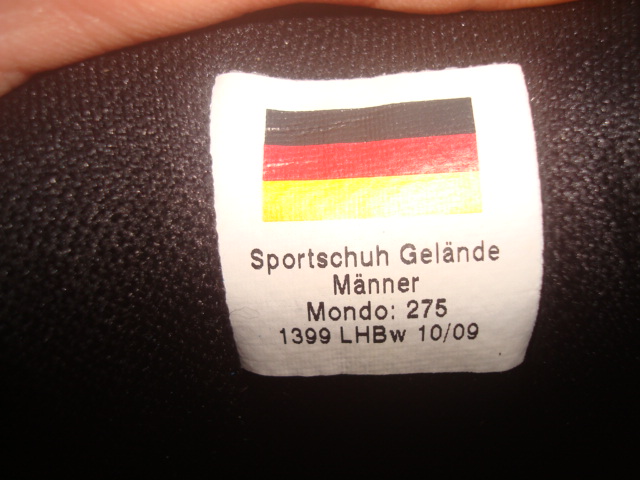 Sportschuh Gelände
Männer
Mondo: 275
1399 LHBw 10/09